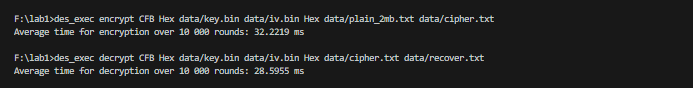 F:\lab1>des_exec encrypt CFB Hex data/key.bin data/iv.bin Hex data/plain_2mb.txt data/cipher.txt
Average time for encryption over 10 000 rounds: 32.2219 ms
F:\lab1>des_exec decrypt CFB Hex data/key.bin data/iv.bin Hex data/cipher.txt data/recover.txt
Average time for decryption over 10 000 rounds: 28.5955 ms